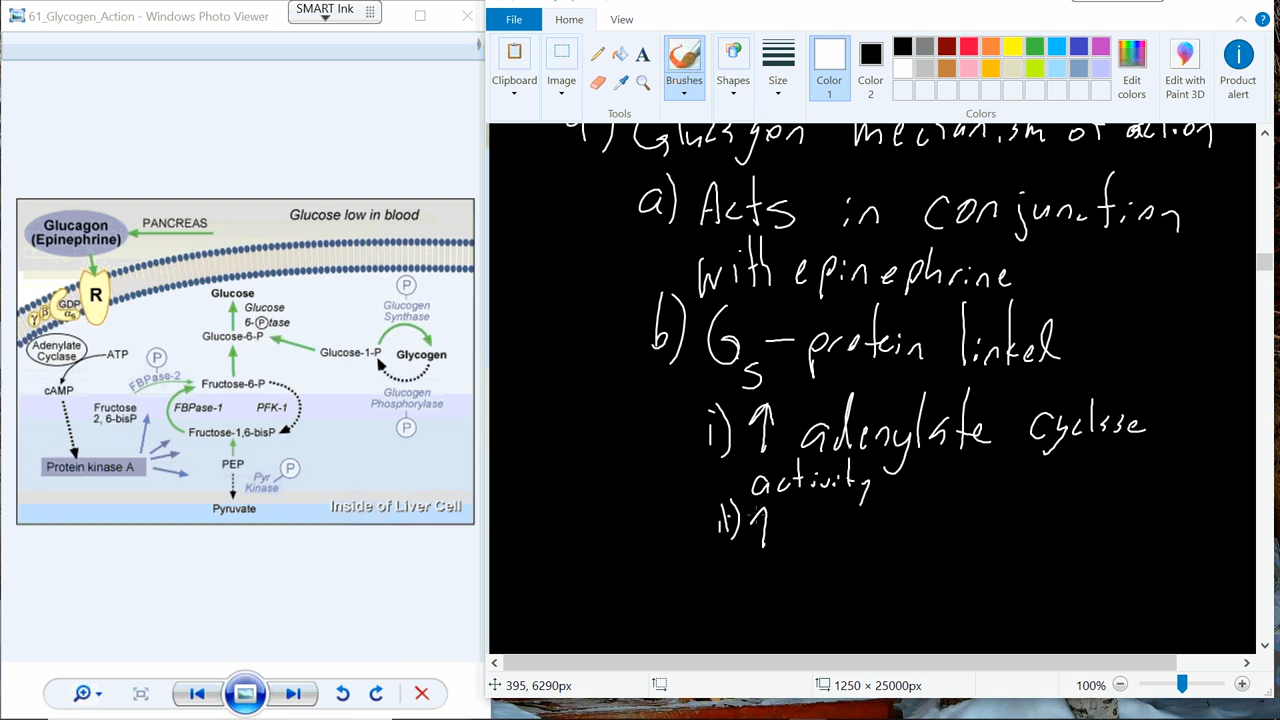 61_Glycogen_Action - Windows Photo Viewer
SMART Ink
Glucose low in blood
PANCREAS
Glucagon
(Epinephrine)
R
GDP
γ
β
αs
Adenylate
Cyclase
ATP
cAMP
Protein kinase A
P
FBPase-2
Fructose
2, 6-bisP
Glucose
Glucose
6-Ptase
Glucose-6-P
Fructose-6-P
FBPase-1
PFK-1
Fructose-1,6-bisP
PEP
P
Pyr
Kinase
Pyruvate
P
Glucogen
Synthase
Glucose-1-P
Glycogen
Glucogen
Phosphorylase
P
Inside of Liver Cell
File
Home
View
Clipboard
Image
A
Tools
Brushes
Shapes
Size
Color
1
Color
2
Edit
colors
Colors
Edit with
Paint 3D
Product
alert
Glucagon mechanism of action
a) Acts in conjunction
with epinephrine
b) Gs - protein linked
i) ↑ adenylate cyclase
activity
ii) ↑
395, 6290px
1250 × 25000px
100%